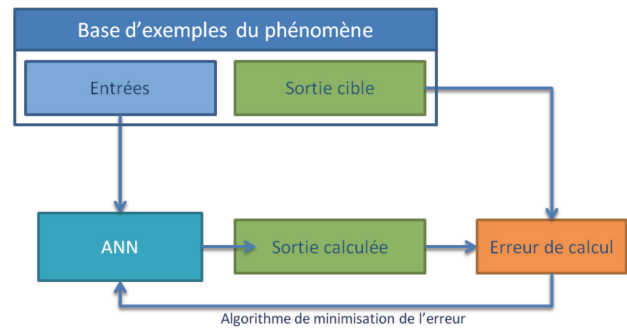 Base d'exemples du phénomène
Entrées
Sortie cible
ANN
Sortie calculée
Erreur de calcul
Algorithme de minimisation de l'erreur